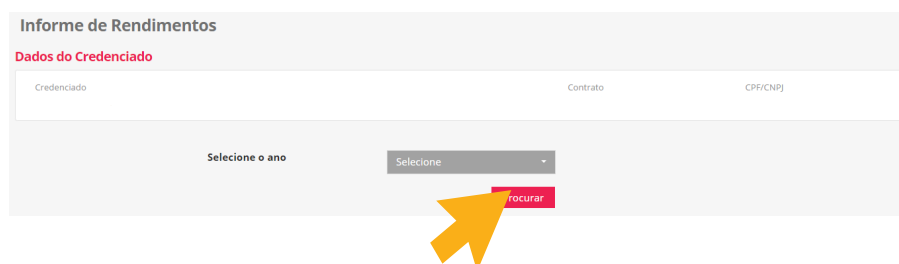 Informe de Rendimentos
Dados do Credenciado
Credenciado Contrato CPF/CNPJ
Selecione o ano Selecione
rocurar